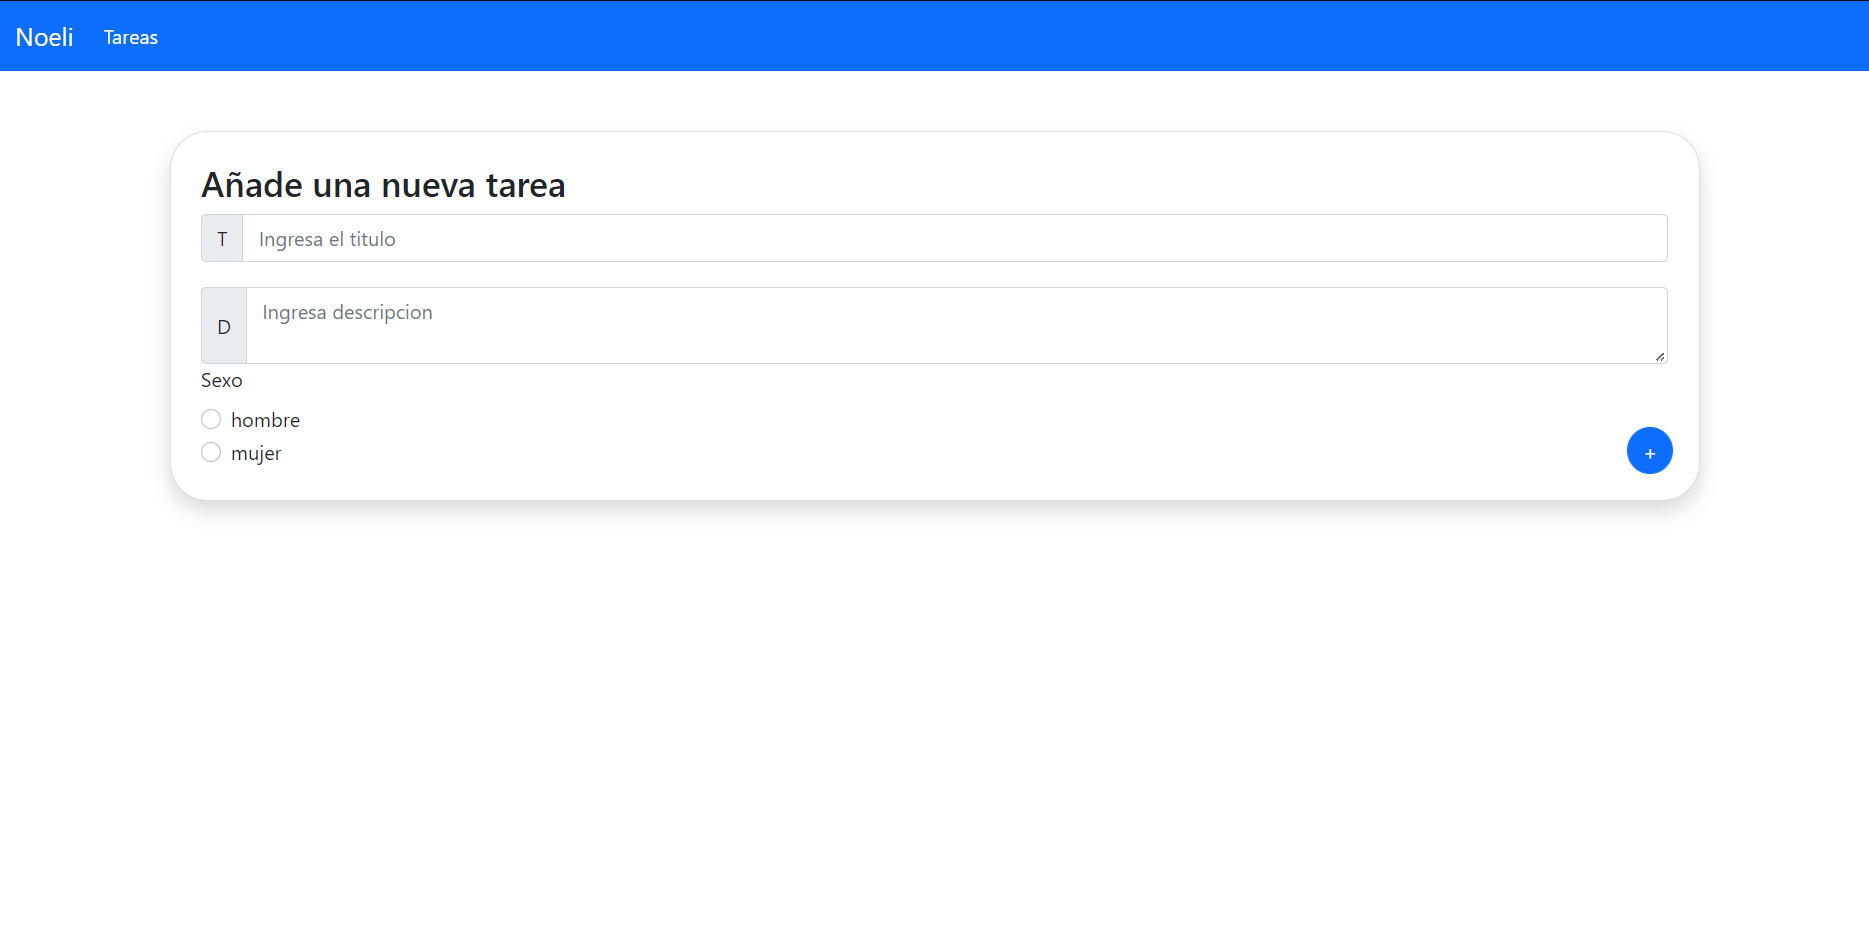 Noeli Tareas
Añade una nueva tarea
T Ingresa el titulo
D Ingresa descripcion
Sexo
hombre
mujer
+